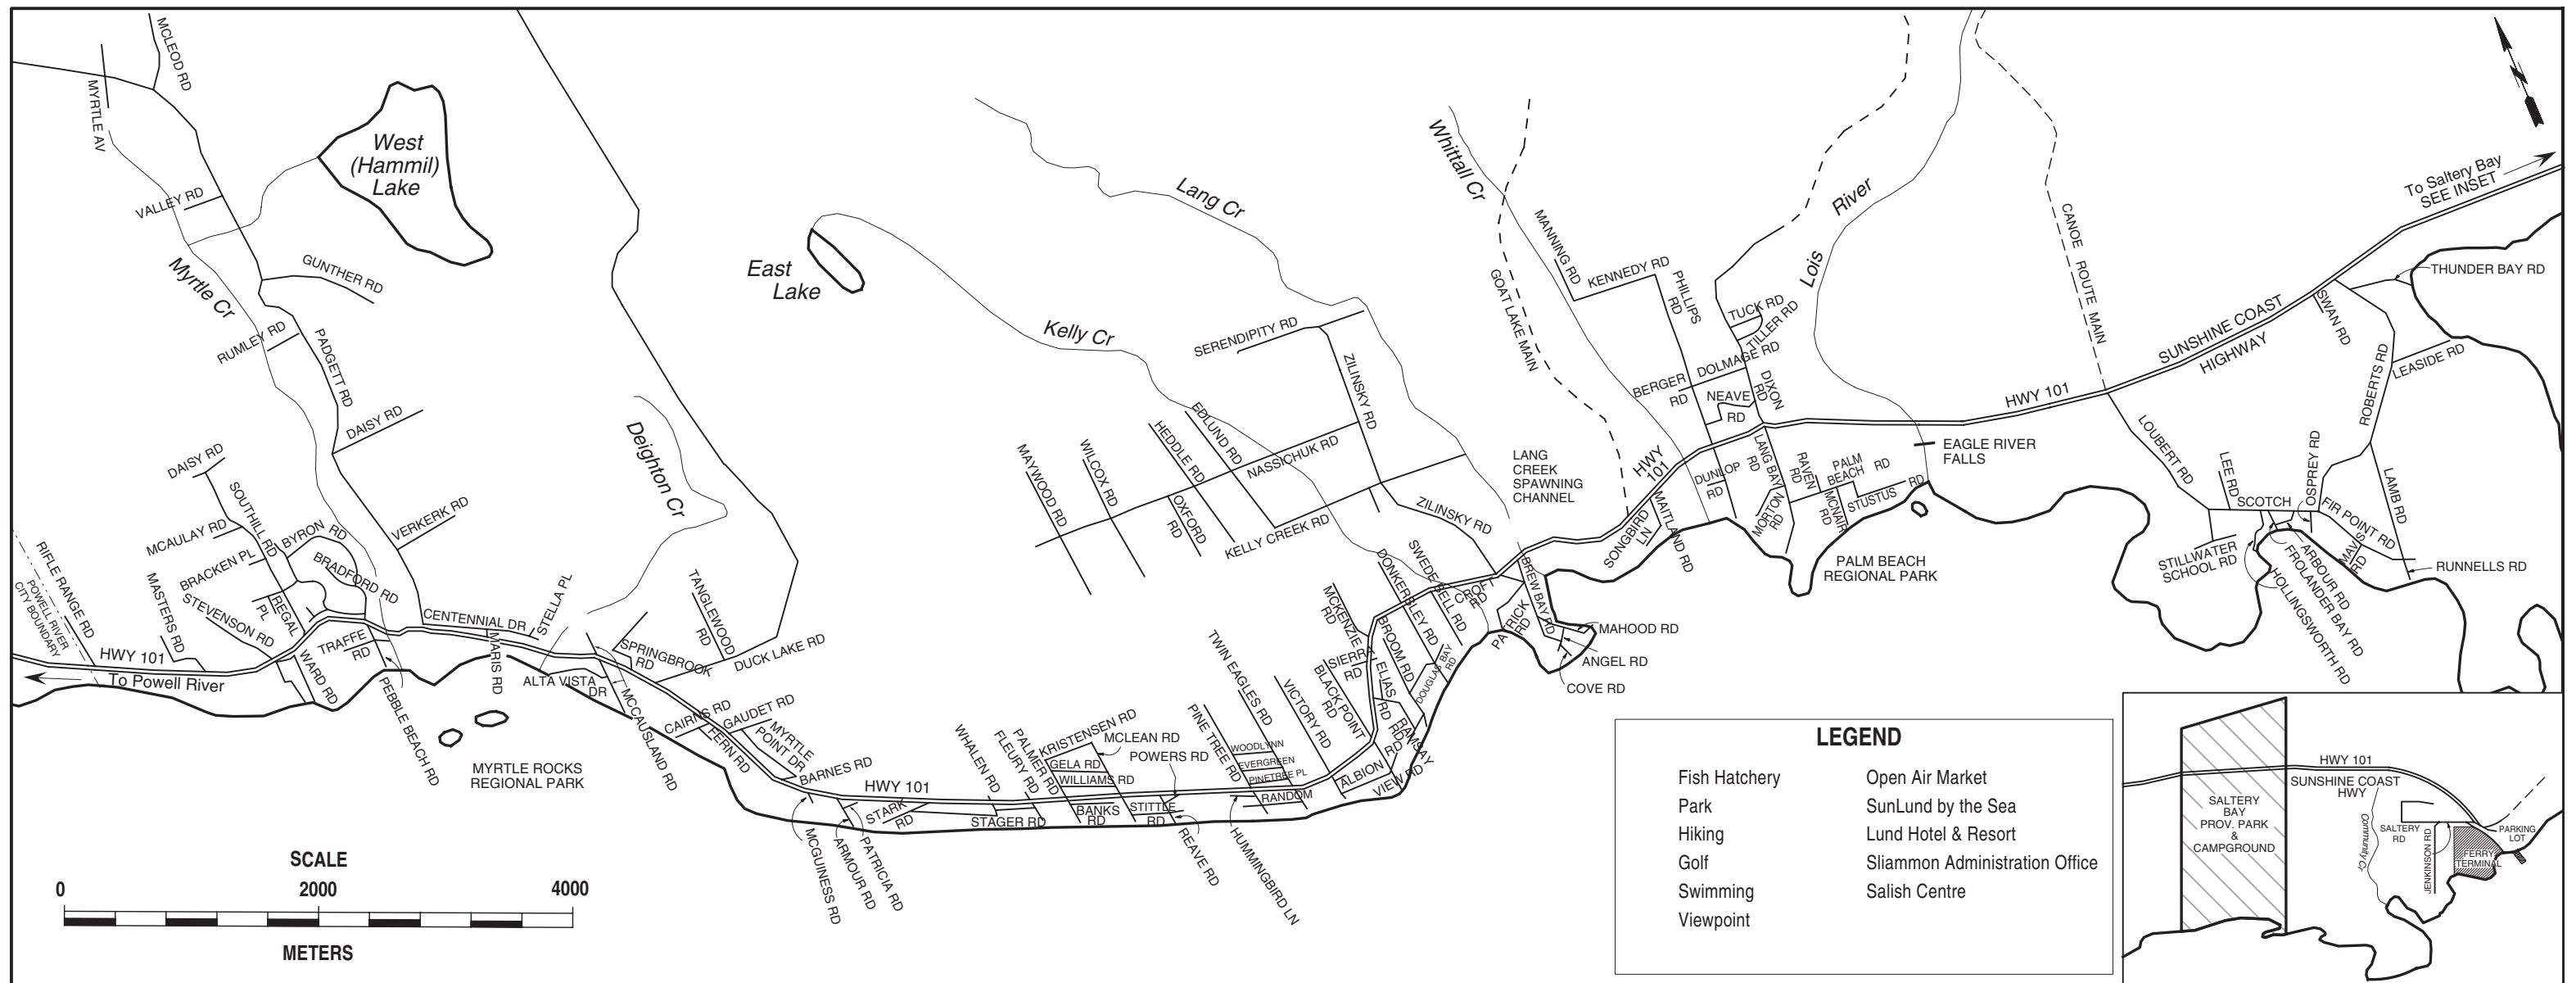 MCLEOD RD
MYRTLE AV
West
(Hammil)
Lake
VALLEY RD
Myrtle Cr
GUNTHER RD
RUMLEY RD
PADGETT RD
DAISY RD
DAISY RD
SOUTHILL RD
MCAULAY RD
BYRON RD
BRACKEN PL
BRADFORD RD
VERKERK RD
RIFLE RANGE RD
POWELL RIVER
CITY BOUNDARY
MASTERS RD
STEVENSON RD
REGAL
PL
TRAFFE
RD
WARD RD
HWY 101
To Powell River
CENTENNIAL DR
STELLA PL
MARIS RD
PEBBLE BEACH RD
MYRTLE ROCKS
REGIONAL PARK
ALTA VISTA
DR
Deighton Cr
TANGLEWOOD
RD
SPRINGBROOK
RD
DUCK LAKE RD
MCCAUSLAND RD
CAIRNS RD
GAUDET RD
FERN RD
MYRTLE
POINT DR
BARNES RD
HWY 101
STARK
RD
MCGUINESS RD
ARMOUR RD
PATRICIA RD
East
Lake
Kelly Cr
Lang Cr
SERENDIPITY RD
ZILINSKY RD
EDLUND RD
HEDDLE RD
NASSICHUK RD
WILCOX RD
MAYWOOD RD
OXFORD
RD
KELLY CREEK RD
ZILINSKY RD
WHALEN RD
FLEURY RD
PALMER RD
KRISTENSEN RD
MCLEAN RD
GELA RD
WILLIAMS RD
POWERS RD
STAGER RD
BANKS
RD
STITTLE
RD
REAVE RD
HUMMINGBIRD LN
PINE TREE RD
TWIN EAGLES RD
WOODLYNN
EVERGREEN
PINETREE PL
RANDOM
VICTORY RD
BLACK POINT
RD
SIERRA
RD
MCKENZIE
RD
ELIAS
RD
BROOM RD
DONKERSLEY RD
SWEDE BELL RD
CROFT
RD
DOUGLAS BAY
RD
RAMSAY
RD
ALBION RD
VIEW RD
PATRICK
RD
BREW BAY RD
MAHOOD RD
ANGEL RD
COVE RD
Whittall Cr
GOAT LAKE MAIN
LANG
CREEK
SPAWNING
CHANNEL
MANNING RD
KENNEDY RD
PHILLIPS
RD
TUCK RD
TILLER RD
BERGER
RD
DOLMAGE RD
NEAVE
RD
DIXON
RD
Lois River
HWY
101
SONGBIRD
LN
MAITLAND RD
DUNLOP
RD
LANG BAY
RD
MORTON
RD
RAVEN
RD
PALM
BEACH RD
MCNAIR
RD
STUSTUS RD
PALM BEACH
REGIONAL PARK
EAGLE RIVER
FALLS
HWY 101
CANOE ROUTE MAIN
SUNSHINE COAST
HIGHWAY
To Saltery Bay
SEE INSET
THUNDER BAY RD
SWAN RD
ROBERTS RD
LEASIDE RD
LOUBERT RD
LEE RD
SCOTCH
OSPREY RD
FIR POINT RD
LAMB RD
MAVIS
RD
RUNNELLS RD
STILLWATER
SCHOOL RD
ARBOUR RD
FROLANDER BAY RD
HOLLINGSWORTH RD
SCALE
0 2000 4000
METERS
LEGEND
Fish Hatchery
Park
Hiking
Golf
Swimming
Viewpoint
Open Air Market
SunLund by the Sea
Lund Hotel & Resort
Sliammon Administration Office
Salish Centre
HWY 101
SUNSHINE COAST
HWY
SALTERY
BAY
PROV. PARK
&
CAMPGROUND
Community Cr
SALTERY
RD
JENKINSON RD
FERRY
TERMINAL
PARKING
LOT